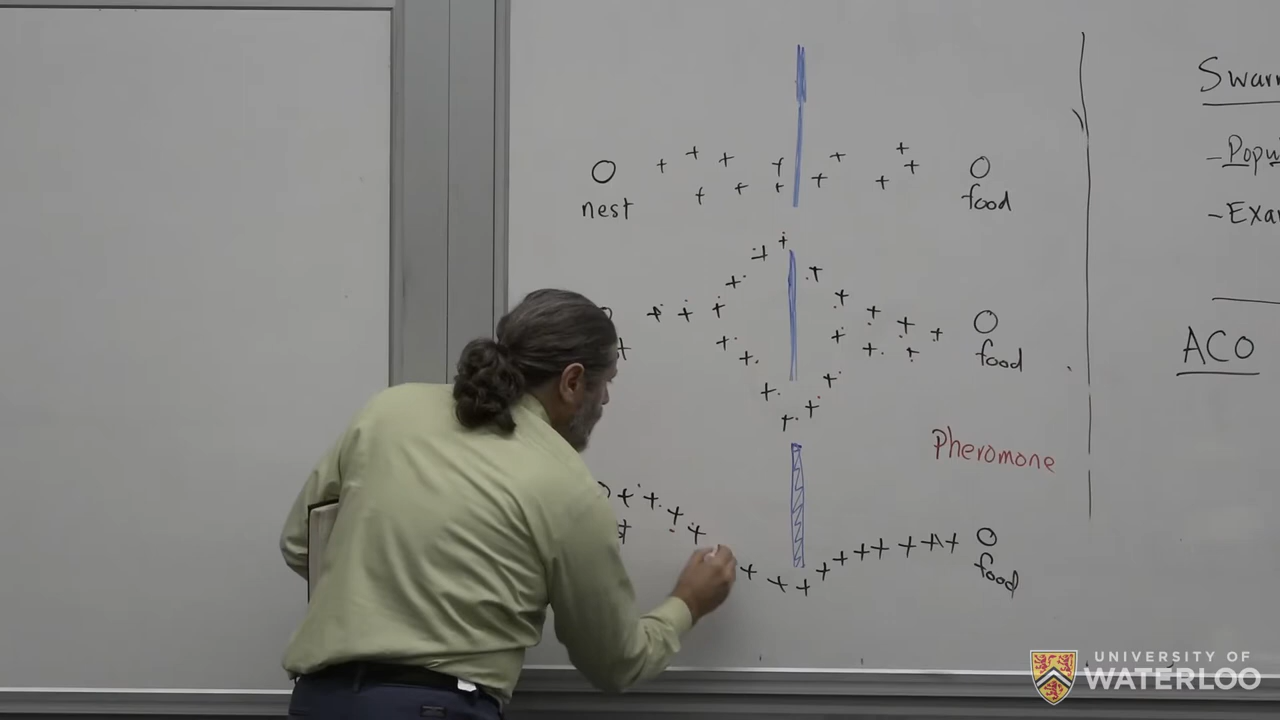 nest
food
food
Pheromone
food
Swarm
- Popu
- Exa
ACO
UNIVERSITY OF
WATERLOO